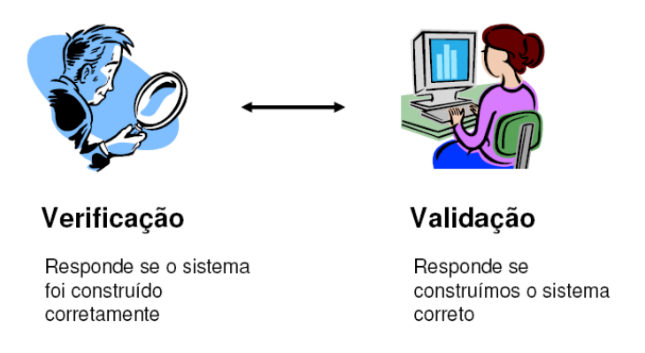 Verificação
Responde se o sistema
foi construído
corretamente
Validação
Responde se
construímos o sistema
correto